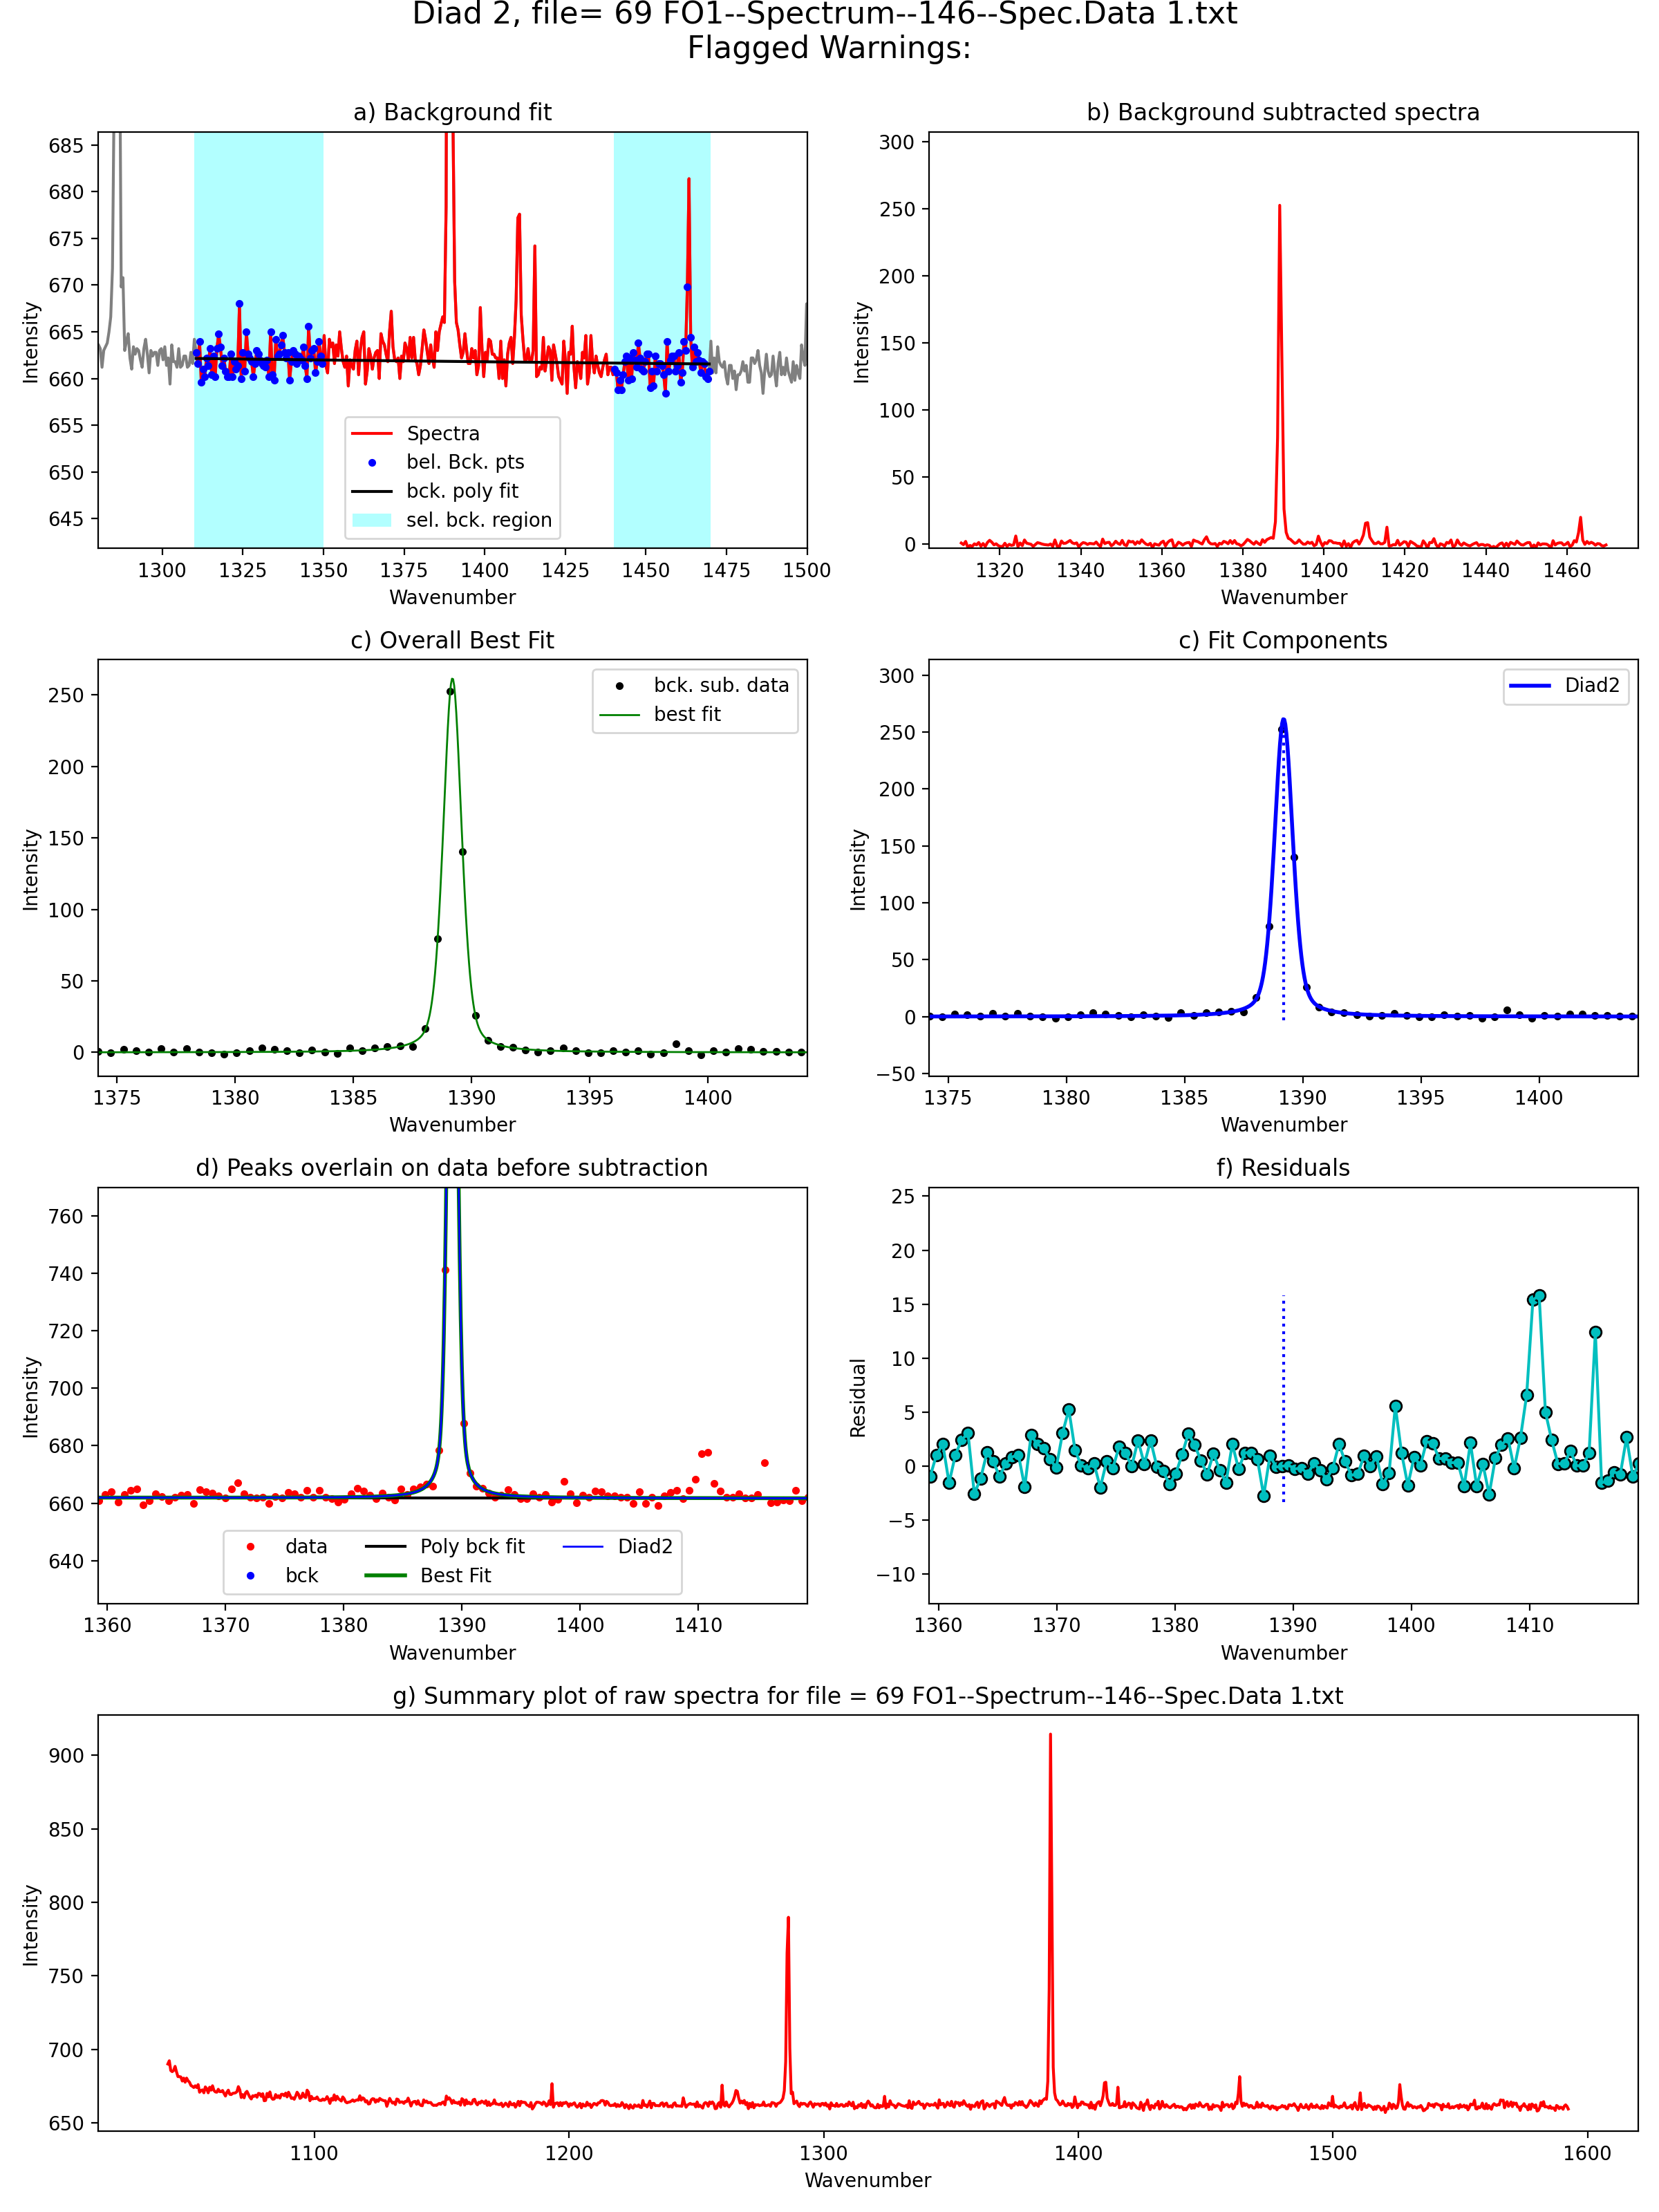 Diad 2, file= 69 FO1--Spectrum--146--Spec.Data 1.txt
Flagged Warnings:
a) Background fit
685
680
675
670
665
660
655
650
645
Intensity
Spectra
bel. Bck. pts
bck. poly fit
sel. bck. region
1300 1325 1350 1375 1400 1425 1450 1475 1500
Wavenumber
b) Background subtracted spectra
300
250
200
150
100
50
0
Intensity
1320 1340 1360 1380 1400 1420 1440 1460
Wavenumber
c) Overall Best Fit
250
200
150
100
50
0
Intensity
bck. sub. data
best fit
1375 1380 1385 1390 1395 1400
Wavenumber
c) Fit Components
300
250
200
150
100
50
0
−50
Intensity
Diad2
1375 1380 1385 1390 1395 1400
Wavenumber
d) Peaks overlain on data before subtraction
760
740
720
700
680
660
640
Intensity
data
bck
Poly bck fit
Best Fit
Diad2
1360 1370 1380 1390 1400 1410
Wavenumber
f) Residuals
25
20
15
10
5
0
−5
−10
Residual
1360 1370 1380 1390 1400 1410
Wavenumber
g) Summary plot of raw spectra for file = 69 FO1--Spectrum--146--Spec.Data 1.txt
900
850
800
750
700
650
Intensity
1100 1200 1300 1400 1500 1600
Wavenumber